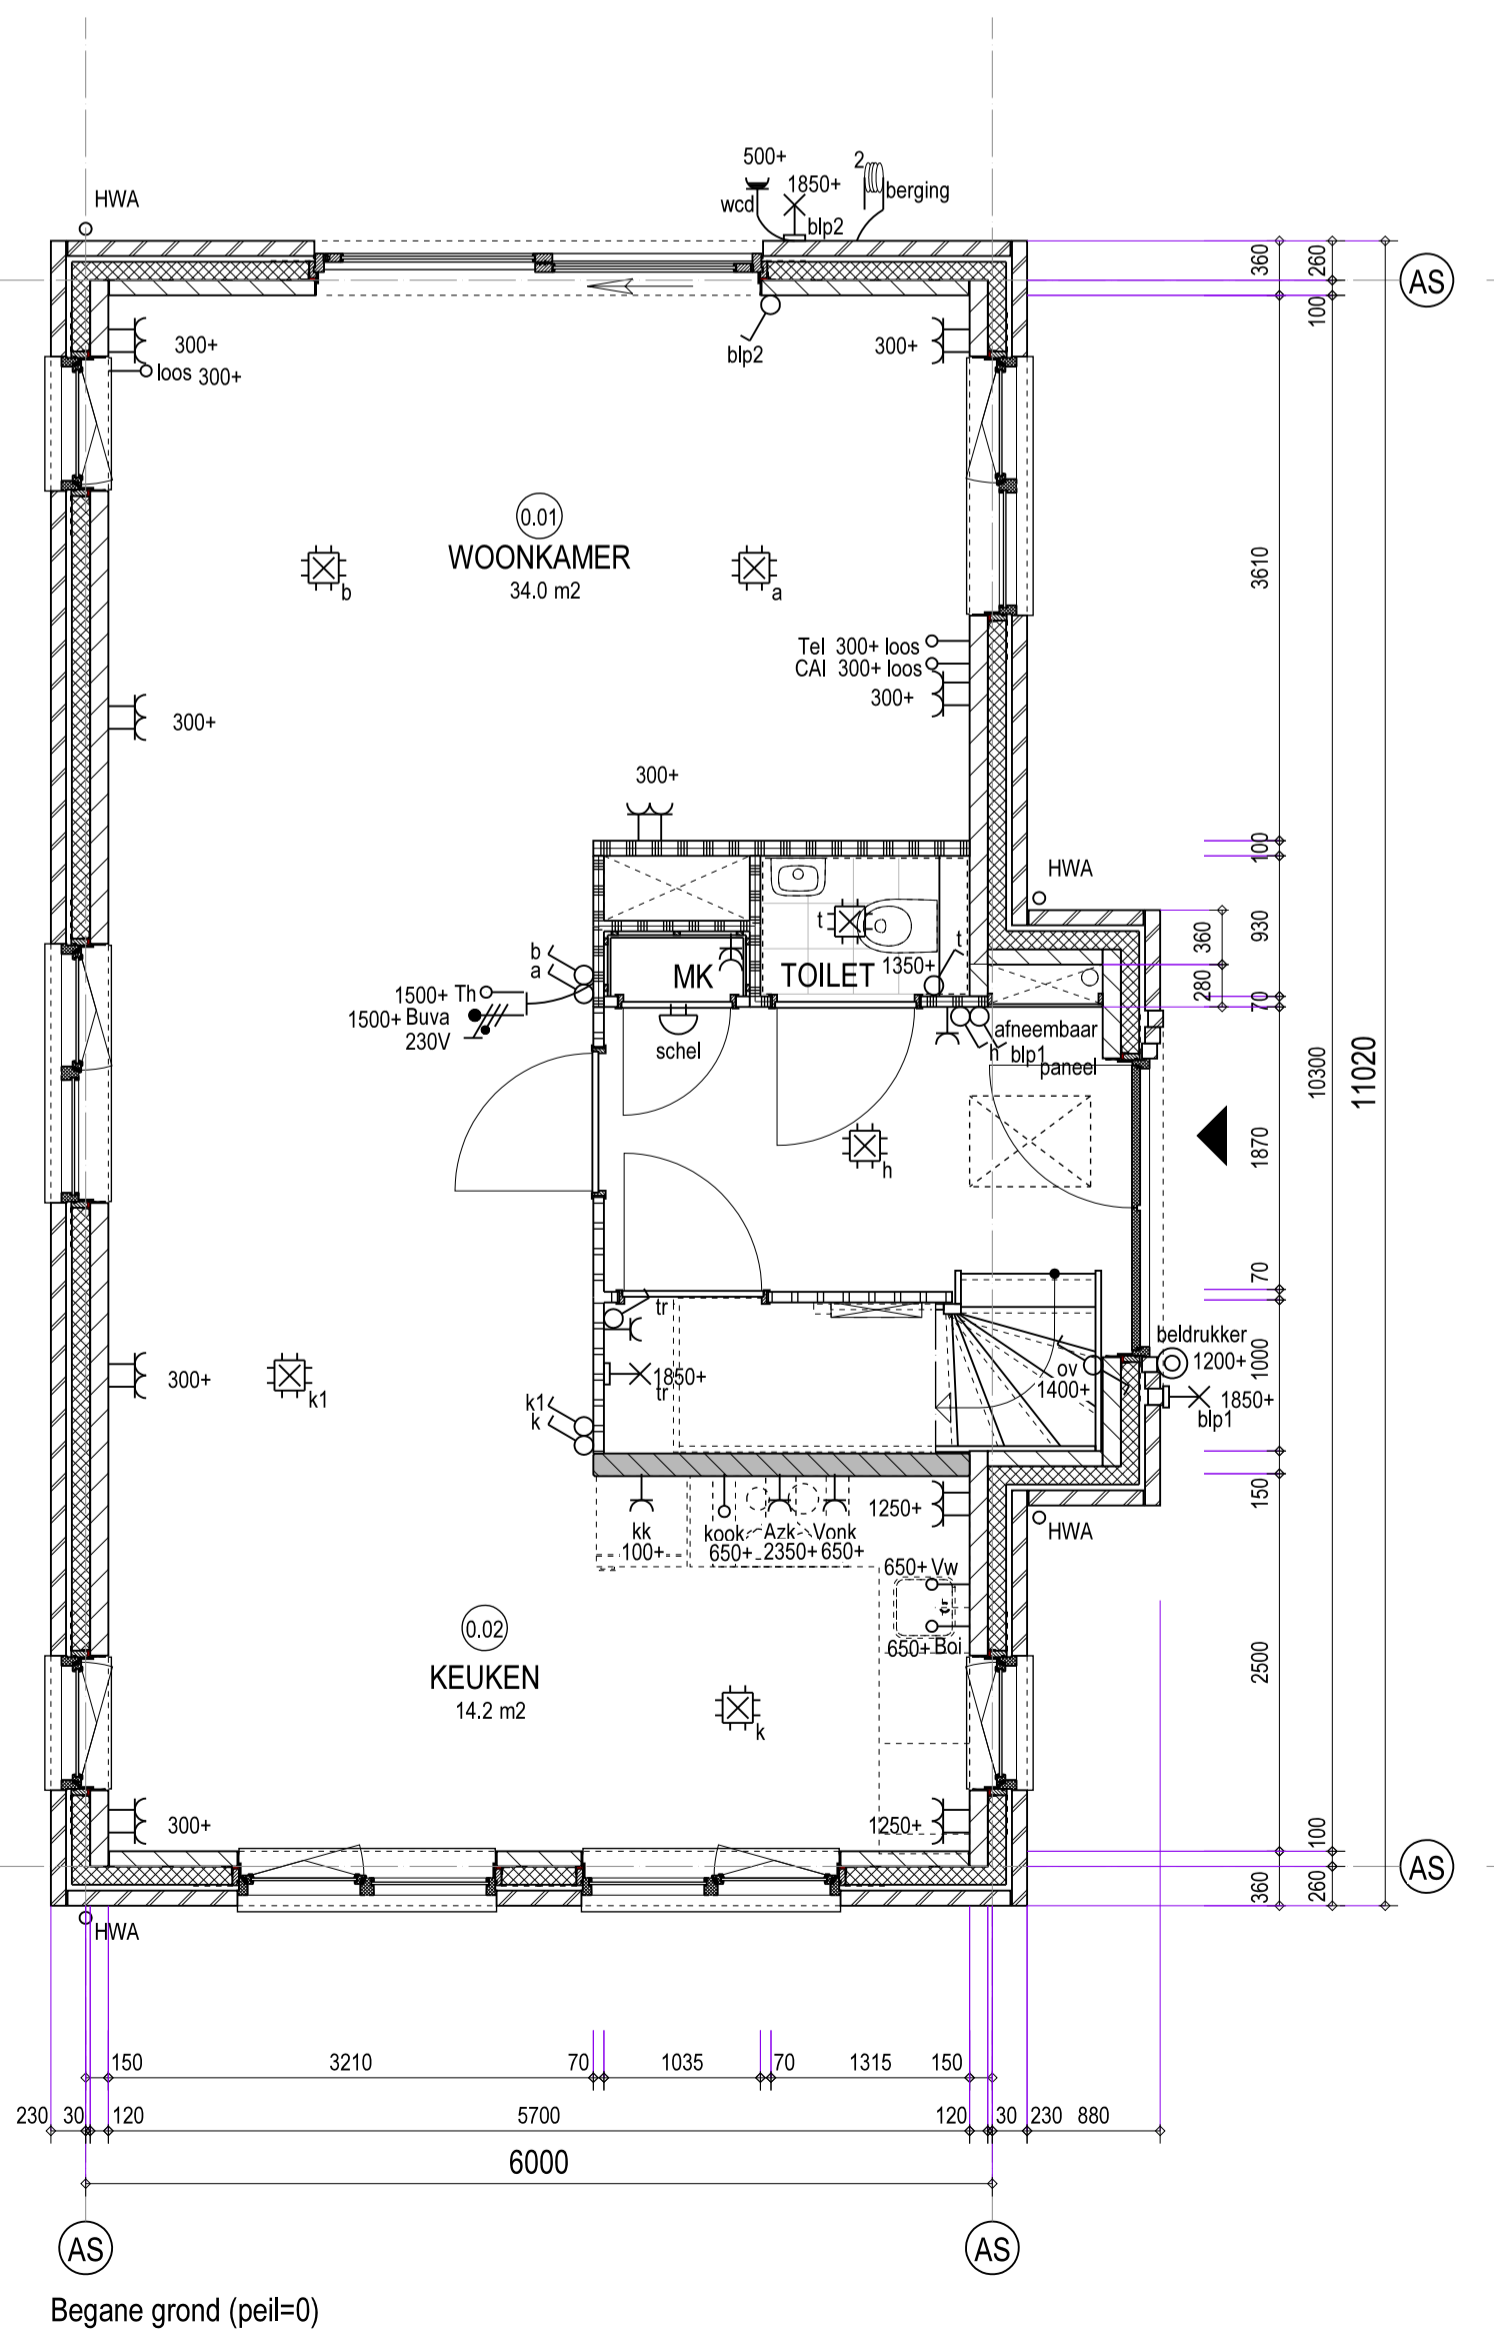 500+
2
HWA
wcd
1850+
berging
blp2
360
260
AS
100
300+
loos 300+
blp2
300+
0.01
WOONKAMER
34.0 m2
b
a
3610
Tel 300+ loos
CAI 300+ loos
300+
300+
300+
100
HWA
t
930
360
b
a
MK
TOILET
1350+
t
280
70
1500+ Th
1500+ Buva
230V
schel
afneembaar
h blp1
paneel
10300
11020
h
1870
70
tr
beldrukker
1200+
1000
300+
k1
1850+
tr
ov
1400+
1850+
blp1
k1
k
150
1250+
HWA
kk
100+
kook
650+
Azk
2350+
Vonk
650+
650+ Vw
650+ Boi
0.02
KEUKEN
14.2 m2
k
2500
300+
1250+
100
AS
360
260
HWA
150 3210 70 1035 70 1315 150
230 30 120 5700 120 30 230 880
6000
AS
AS
Begane grond (peil=0)